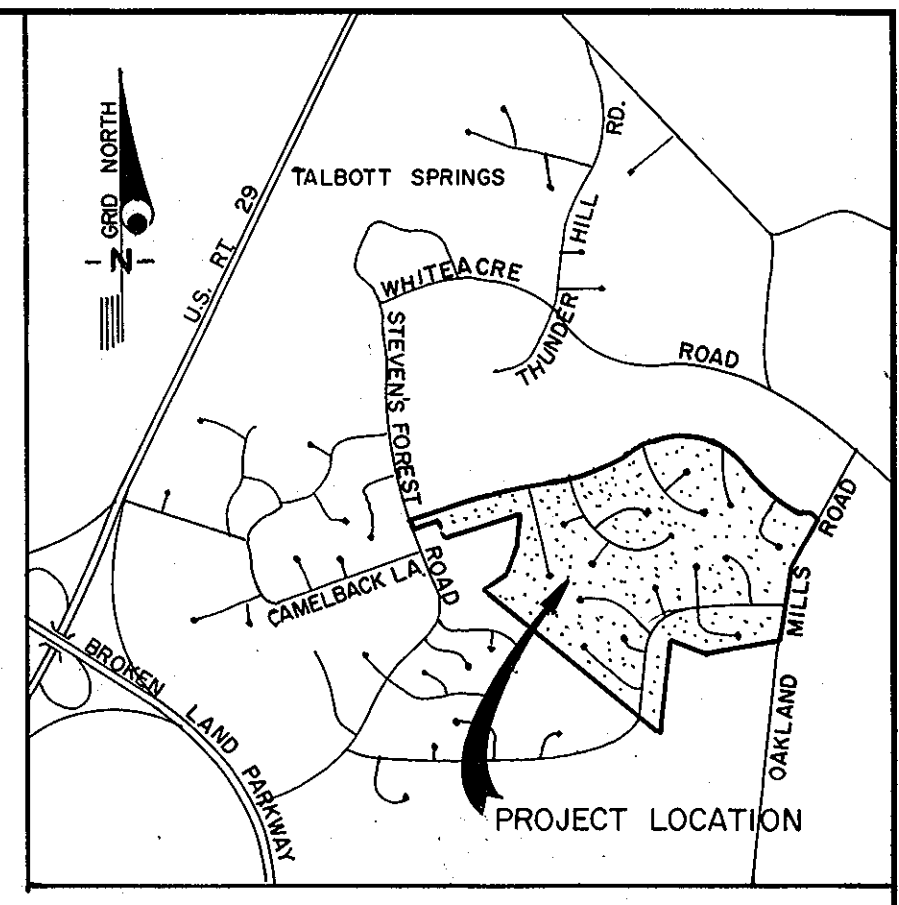 GRID NORTH
- N -
U.S. RT. 29
TALBOTT SPRINGS
THUNDER HILL RD.
WHITEACRE ROAD
STEVEN'S FOREST ROAD
CAMELBACK LA.
OAKLAND MILLS ROAD
BROKEN LAND PARKWAY
PROJECT LOCATION